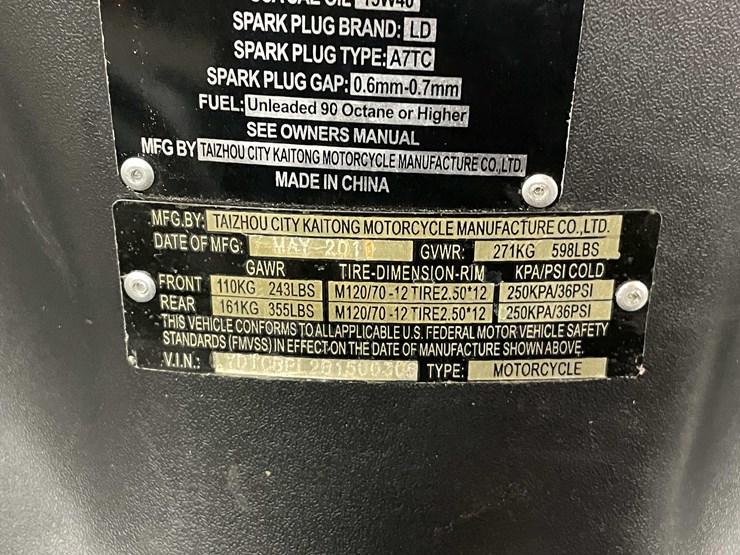 OIL 15W40
SPARK PLUG BRAND: LD
SPARK PLUG TYPE: A7TC
SPARK PLUG GAP: 0.6mm-0.7mm
FUEL: Unleaded 90 Octane or Higher
SEE OWNERS MANUAL
MFG BY TAIZHOU CITY KAITONG MOTORCYCLE MANUFACTURE CO.,LTD.
MADE IN CHINA
MFG.BY: TAIZHOU CITY KAITONG MOTORCYCLE MANUFACTURE CO.,LTD.
DATE OF MFG: MAY GVWR: 271KG 598LBS
GAWR TIRE-DIMENSION-RIM KPA/PSI COLD
FRONT 110KG 243LBS M120/70-12 TIRE2.50*12 250KPA/36PSI
REAR 161KG 355LBS M120/70-12 TIRE2.50*12 250KPA/36PSI
THIS VEHICLE CONFORMS TO ALL APPLICABLE U.S. FEDERAL MOTOR VEHICLE SAFETY
STANDARDS (FMVSS) IN EFFECT-ON THE DATE OF MANUFACTURE SHOWN ABOVE.
V.I.N.: TYPE: MOTORCYCLE